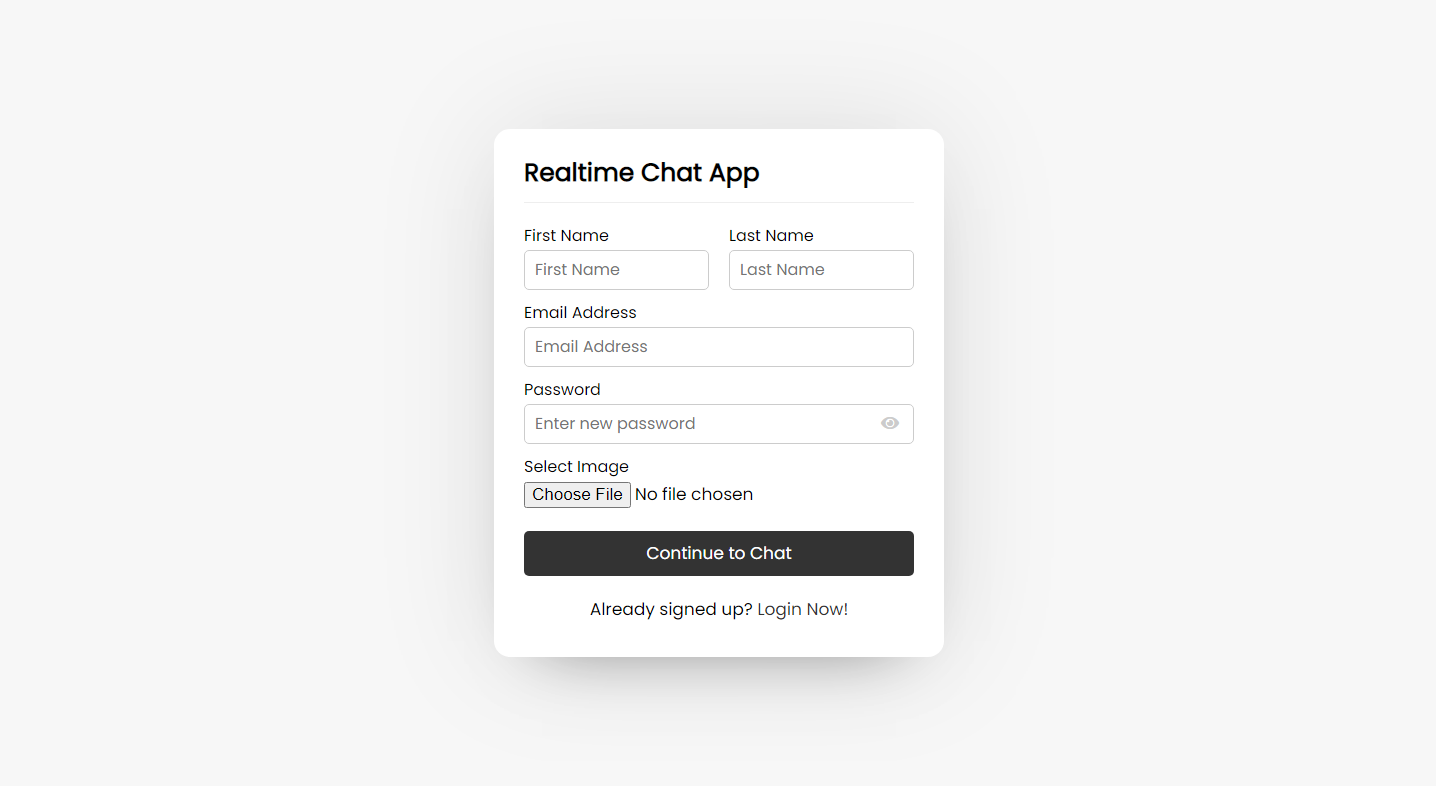 Realtime Chat App
First Name Last Name
First Name Last Name
Email Address
Email Address
Password
Enter new password
Select Image
Choose File No file chosen
Continue to Chat
Already signed up? Login Now!